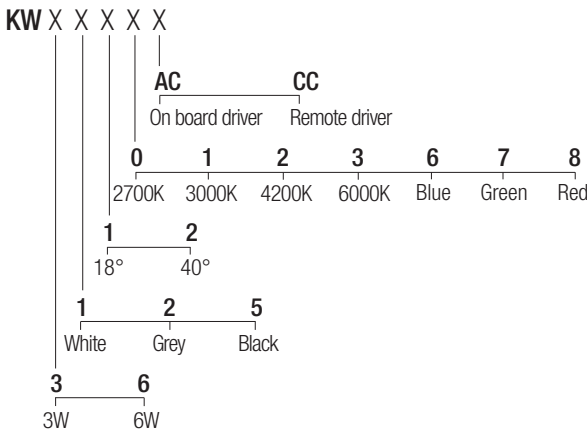 KW X X X X X
AC CC
On board driver Remote driver
0 1 2 3 6 7 8
2700K 3000K 4200K 6000K Blue Green Red
1 2
18° 40°
1 2 5
White Grey Black
3 6
3W 6W